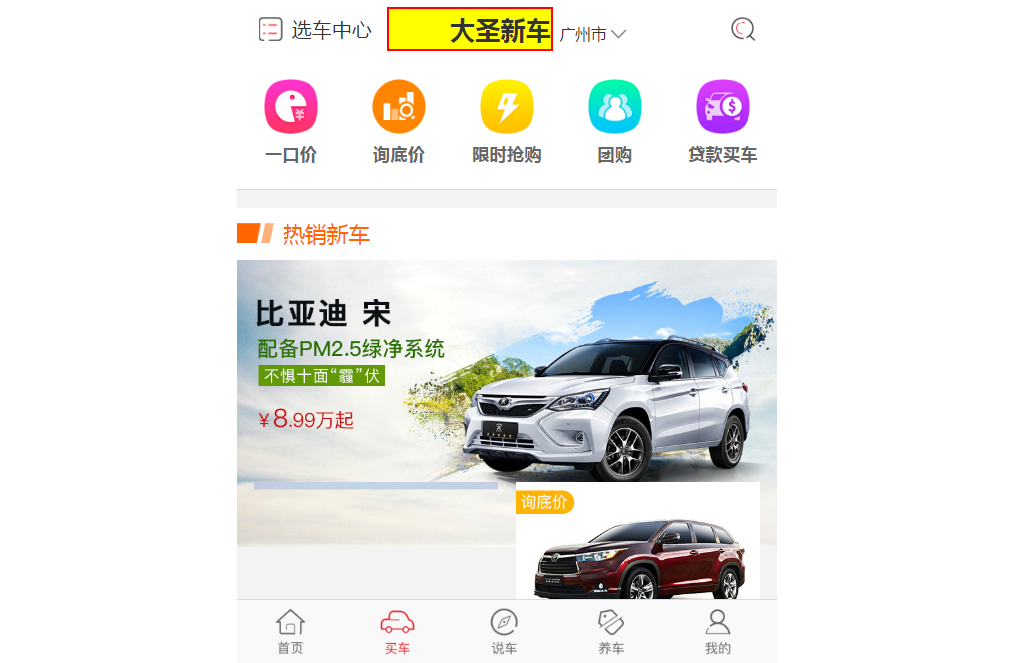 选车中心 大圣新车 广州市
一口价 询底价 限时抢购 团购 贷款买车
热销新车
比亚迪 宋
配备PM2.5绿净系统
不惧十面“霾”伏
¥8.99万起
询底价
首页 买车 说车 养车 我的